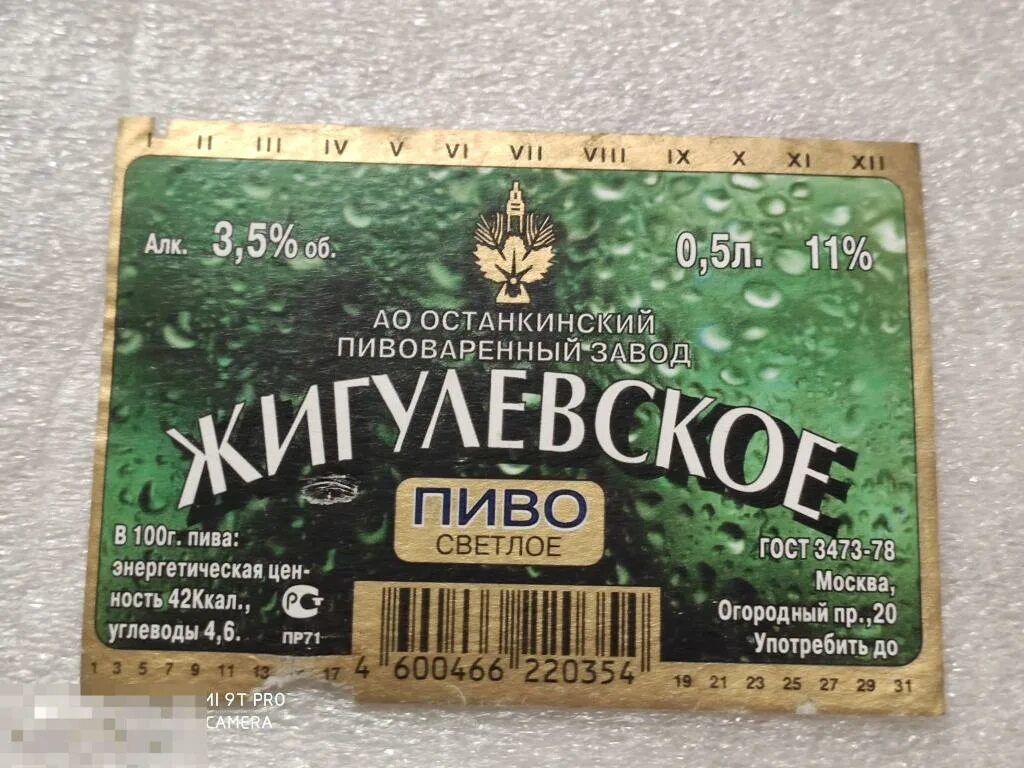 I II III IV V VI VII VIII IX X XI XII
Алк. 3,5% об.
0,5л. 11%
АО ОСТАНКИНСКИЙ
ПИВОВАРЕННЫЙ ЗАВОД
ЖИГУЛЕВСКОЕ
ПИВО
СВЕТЛОЕ
В 100г. пива:
энергетическая цен-
ность 42Ккал.,
углеводы 4,6.
РСТ
ПР71
ГОСТ 3473-78
Москва,
Огородный пр.,20
Употребить до
4 600466 220354
1 3 5 7 9 11 13 17 19 21 23 25 27 29 31
MI 9T PRO
CAMERA